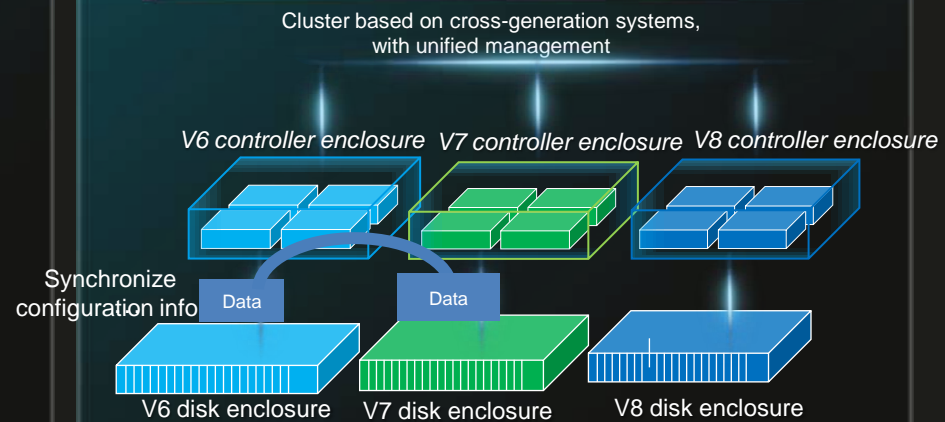 Cluster based on cross-generation systems,
with unified management
V6 controller enclosure
V7 controller enclosure
V8 controller enclosure
Synchronize
configuration info
Data
Data
V6 disk enclosure
V7 disk enclosure
V8 disk enclosure